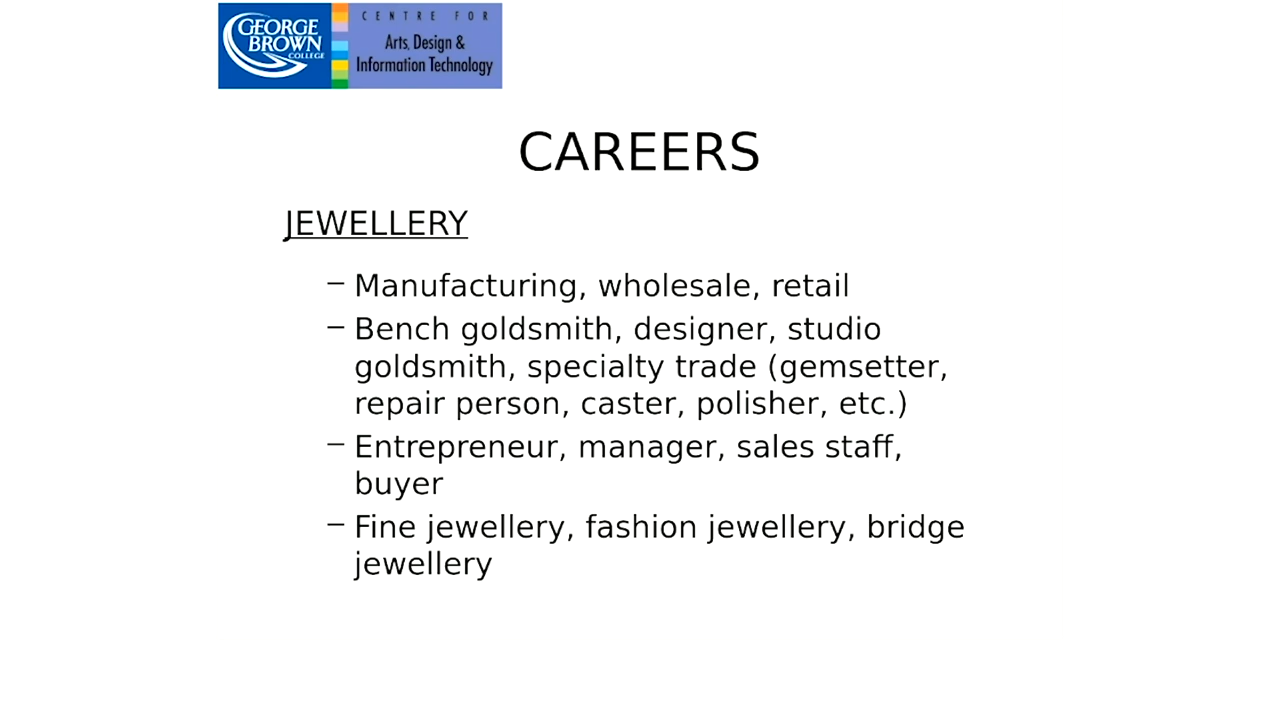 CENTRE FOR
GEORGE
BROWN
COLLEGE
Arts, Design &
Information Technology
CAREERS
JEWELLERY
– Manufacturing, wholesale, retail
– Bench goldsmith, designer, studio
goldsmith, specialty trade (gemsetter,
repair person, caster, polisher, etc.)
– Entrepreneur, manager, sales staff,
buyer
– Fine jewellery, fashion jewellery, bridge
jewellery